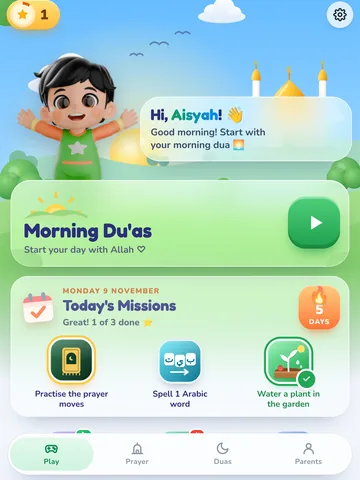 1
Hi, Aisyah! 👋
Good morning! Start with
your morning dua 🌅
Morning Du'as
Start your day with Allah ♡
MONDAY 9 NOVEMBER
Today's Missions
Great! 1 of 3 done ⭐
5
DAYS
Practise the prayer
moves
Spell 1 Arabic
word
Water a plant in
the garden
Play
Prayer
Duas
Parents